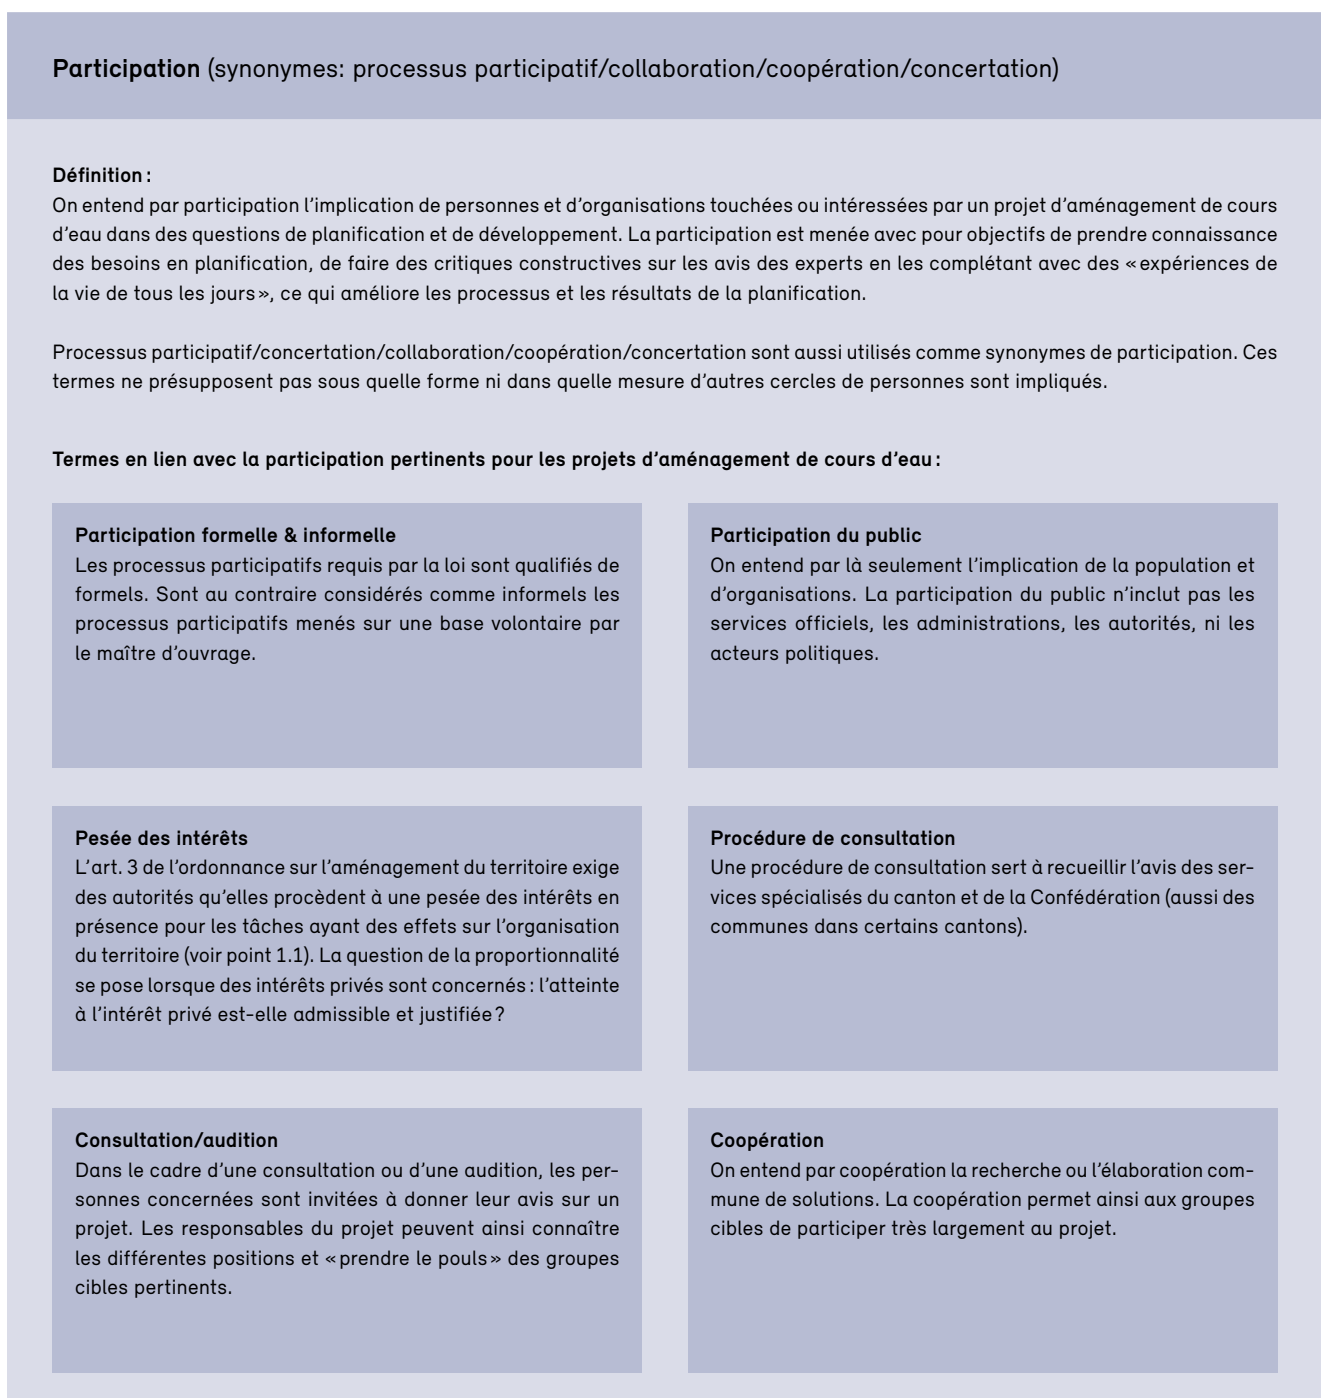 Participation (synonymes: processus participatif/collaboration/coopération/concertation)
Définition :
On entend par participation l’implication de personnes et d’organisations touchées ou intéressées par un projet d’aménagement de cours
d’eau dans des questions de planification et de développement. La participation est menée avec pour objectifs de prendre connaissance
des besoins en planification, de faire des critiques constructives sur les avis des experts en les complétant avec des « expériences de
la vie de tous les jours », ce qui améliore les processus et les résultats de la planification.
Processus participatif/concertation/collaboration/coopération/concertation sont aussi utilisés comme synonymes de participation. Ces
termes ne présupposent pas sous quelle forme ni dans quelle mesure d’autres cercles de personnes sont impliqués.
Termes en lien avec la participation pertinents pour les projets d’aménagement de cours d’eau :
Participation formelle & informelle
Les processus participatifs requis par la loi sont qualifiés de
formels. Sont au contraire considérés comme informels les
processus participatifs menés sur une base volontaire par
le maître d’ouvrage.
Participation du public
On entend par là seulement l’implication de la population et
d’organisations. La participation du public n’inclut pas les
services officiels, les administrations, les autorités, ni les
acteurs politiques.
Pesée des intérêts
L’art. 3 de l’ordonnance sur l’aménagement du territoire exige
des autorités qu’elles procèdent à une pesée des intérêts en
présence pour les tâches ayant des effets sur l’organisation
du territoire (voir point 1.1). La question de la proportionnalité
se pose lorsque des intérêts privés sont concernés : l’atteinte
à l’intérêt privé est-elle admissible et justifiée ?
Procédure de consultation
Une procédure de consultation sert à recueillir l’avis des ser-
vices spécialisés du canton et de la Confédération (aussi des
communes dans certains cantons).
Consultation/audition
Dans le cadre d’une consultation ou d’une audition, les per-
sonnes concernées sont invitées à donner leur avis sur un
projet. Les responsables du projet peuvent ainsi connaître
les différentes positions et « prendre le pouls » des groupes
cibles pertinents.
Coopération
On entend par coopération la recherche ou l’élaboration com-
mune de solutions. La coopération permet ainsi aux groupes
cibles de participer très largement au projet.